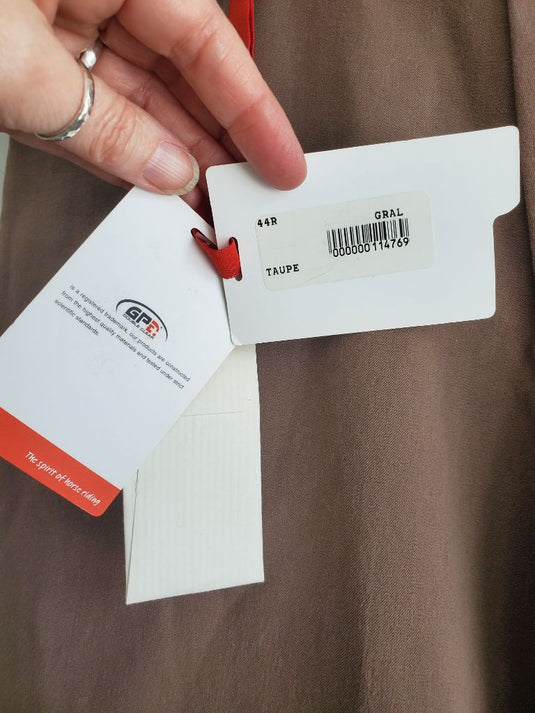 44R GRAL
000000114769
TAUPE
GPE
is a registered trademark, our products are constructed
from the highest quality materials and tested under strict
scientific standards.
The spirit of horse riding